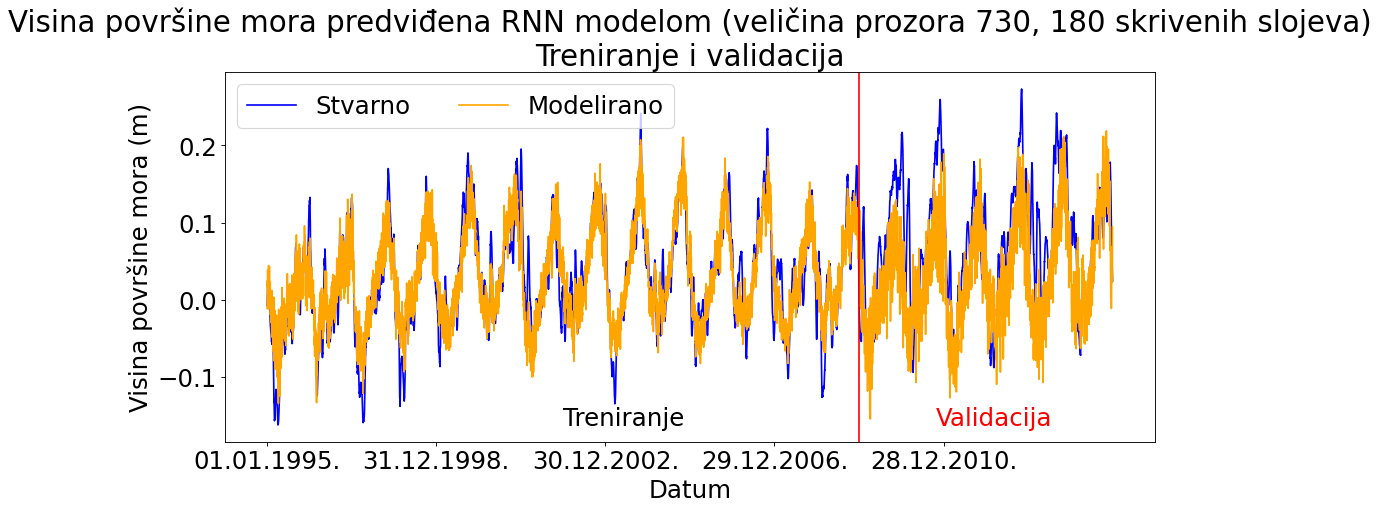 Visina površine mora predviđena RNN modelom (veličina prozora 730, 180 skrivenih slojeva)
Treniranje i validacija
Stvarno
Modelirano
Visina površine mora (m)
0.2
0.1
0.0
−0.1
Treniranje
Validacija
01.01.1995.
31.12.1998.
30.12.2002.
29.12.2006.
28.12.2010.
Datum